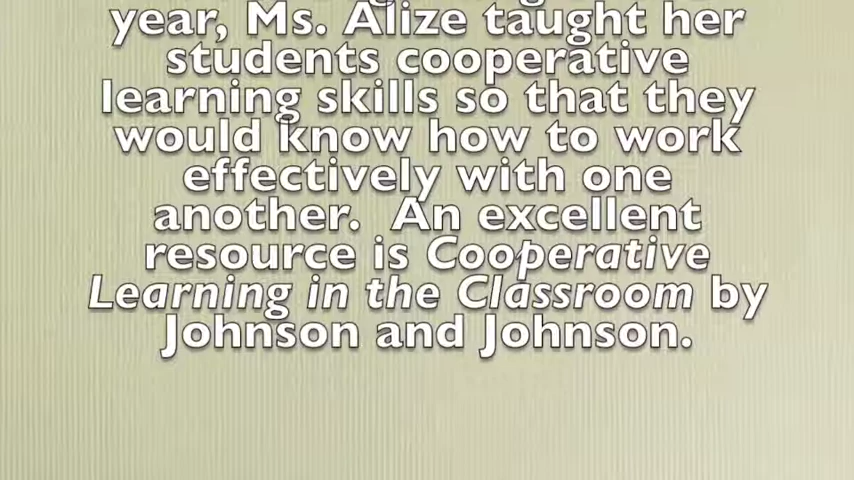 year, Ms. Alize taught her
students cooperative
learning skills so that they
would know how to work
effectively with one
another.  An excellent
resource is Cooperative
Learning in the Classroom by
Johnson and Johnson.